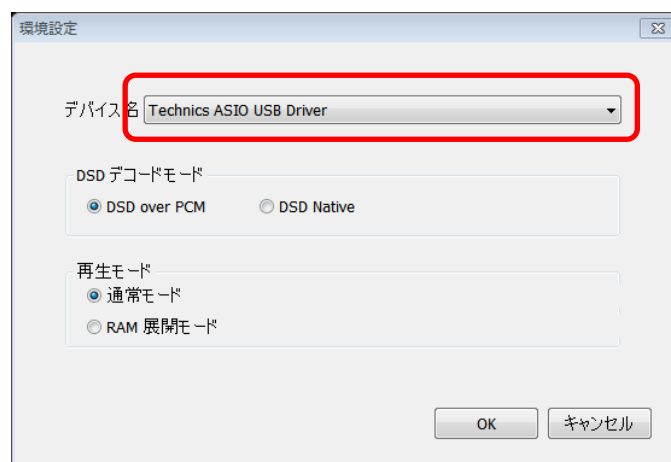 環境設定
デバイス名 Technics ASIO USB Driver
DSD デコードモード
DSD over PCM DSD Native
再生モード
通常モード
RAM 展開モード
OK キャンセル